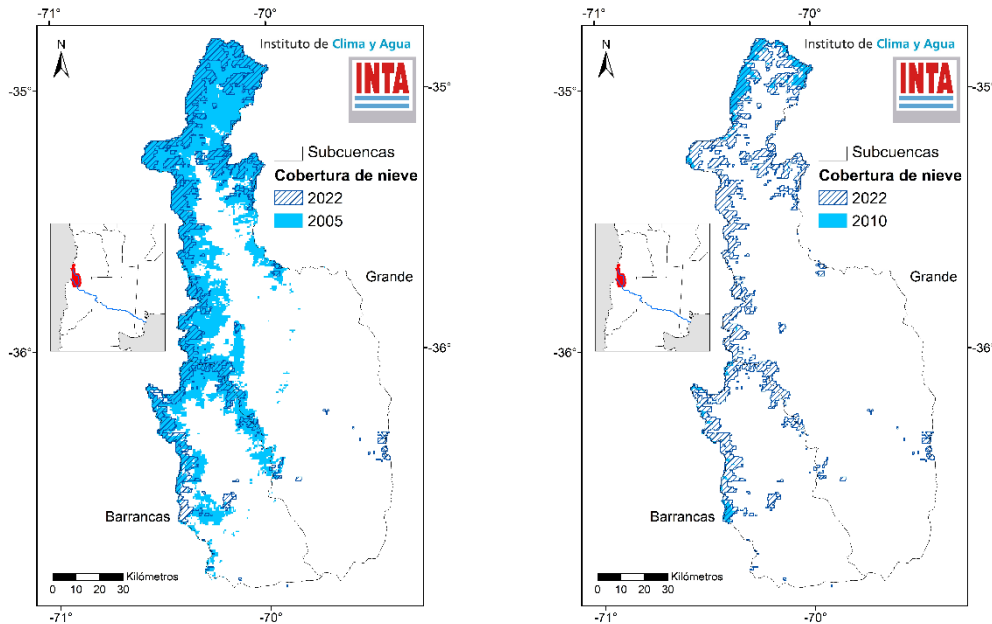 -71°
-70°
N
Instituto de Clima y Agua
INTA
-35°
-35°
Subcuencas
Cobertura de nieve
2022
2005
Grande
-36°
-36°
Barrancas
Kilómetros
0 10 20 30
-71°
-70°
-71°
-70°
N
Instituto de Clima y Agua
INTA
-35°
-35°
Subcuencas
Cobertura de nieve
2022
2010
Grande
-36°
-36°
Barrancas
Kilómetros
0 10 20 30
-71°
-70°